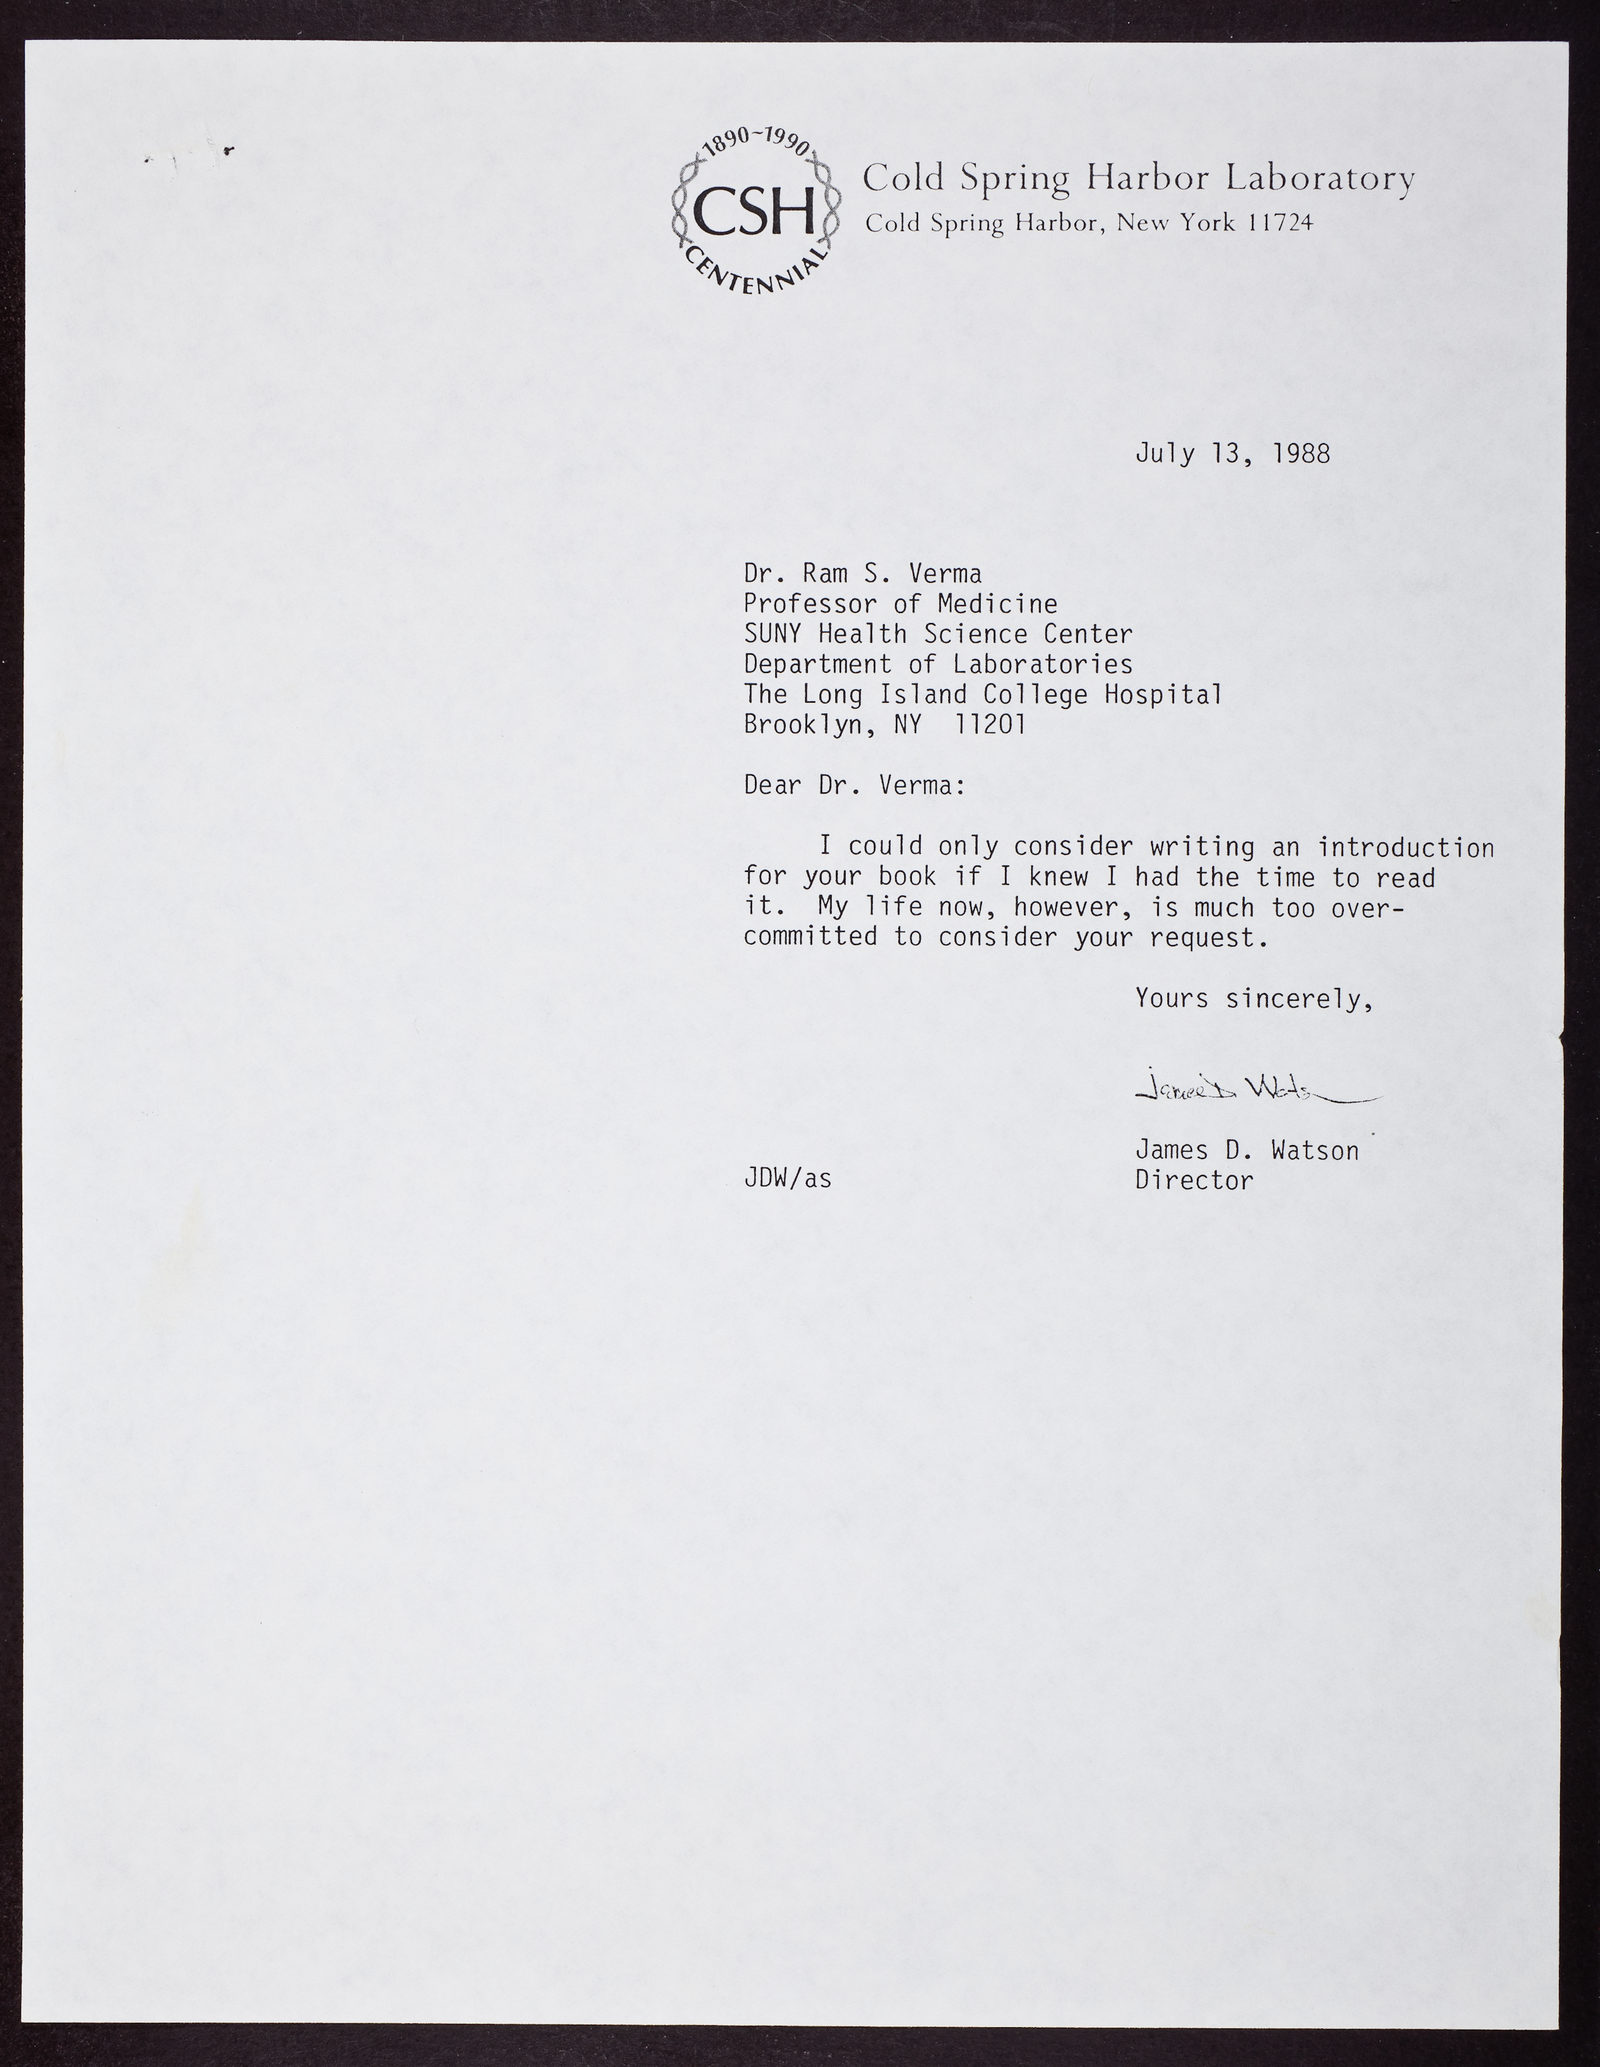 1890~1990
CSH
CENTENNIAL
Cold Spring Harbor Laboratory
Cold Spring Harbor, New York 11724
July 13, 1988
Dr. Ram S. Verma
Professor of Medicine
SUNY Health Science Center
Department of Laboratories
The Long Island College Hospital
Brooklyn, NY  11201
Dear Dr. Verma:
I could only consider writing an introduction
for your book if I knew I had the time to read
it.  My life now, however, is much too over-
committed to consider your request.
Yours sincerely,
James D. Watson
James D. Watson
JDW/as
Director